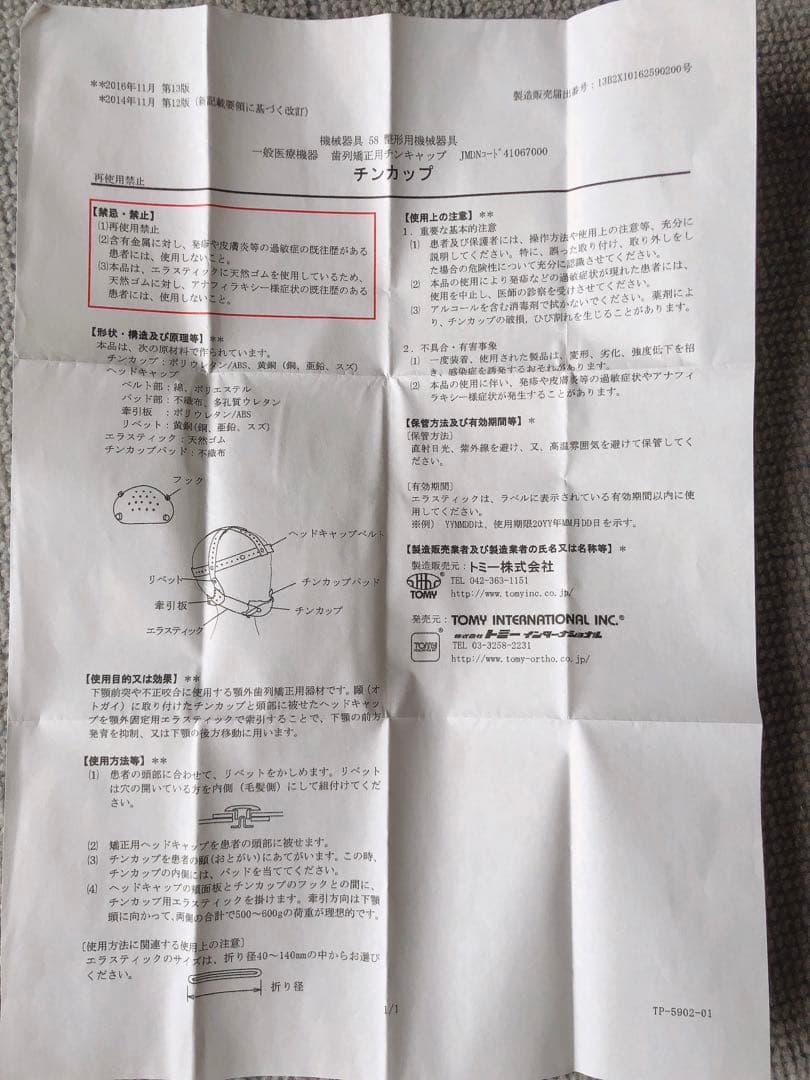 **2016年11月 第13版
*2014年11月 第12版 (新記載要領に基づく改訂)
製造販売届出番号：13B2X10162590200号
機械器具 58 整形用機械器具
一般医療機器 歯列矯正用チンキャップ JMDNｺｰﾄﾞ 41067000
再使用禁止
チンカップ
【禁忌・禁止】
(1)再使用禁止
(2)含有金属に対し、発疹や皮膚炎等の過敏症の既往歴がある
患者には、使用しないこと。
(3)本品は、エラスティックに天然ゴムを使用しているため、
天然ゴムに対し、アナフィラキシー様症状の既往歴のある
患者には、使用しないこと。
【形状・構造及び原理等】**
本品は、次の原材料で作られています。
チンカップ：ポリウレタン/ABS、黄銅（銅、亜鉛、スズ）
ヘッドキャップ
ベルト部：綿、ポリエステル
パッド部：不織布、多孔質ウレタン
牽引板 ：ポリウレタン/ABS
リベット：黄銅(銅、亜鉛、スズ)
エラスティック：天然ゴム
チンカップパッド：不織布
フック
ヘッドキャップベルト
リベット
チンカップパッド
牽引板
チンカップ
エラスティック
【使用目的又は効果】**
下顎前突や不正咬合に使用する顎外歯列矯正用器材です。頤(オ
トガイ）に取り付けたチンカップと頭部に被せたヘッドキャッ
プを顎外固定用エラスティックで牽引することで、下顎の前方
発育を抑制、又は下顎の後方移動に用います。
【使用方法等】**
(1) 患者の頭部に合わせて、リベットをかしめます。リベット
は穴の開いている方を内側（毛髪側）にして組付けてくだ
さい。
(2) 矯正用ヘッドキャップを患者の頭部に被せます。
(3) チンカップを患者の頤(おとがい)にあてがいます。この時、
チンカップの内側には、パッドを当ててください。
(4) ヘッドキャップの頬面板とチンカップのフックとの間に、
チンカップ用エラスティックを掛けます。牽引方向は下顎
頭に向かって、両側の合計で500～600gの荷重が理想的です。
[使用方法に関連する使用上の注意]
エラスティックのサイズは、折り径40～140mmの中からお選び
ください。
折り径
【使用上の注意】**
1．重要な基本的注意
(1) 患者及び保護者には、操作方法や使用上の注意等、充分に
説明してください。特に、誤った取り付け、取り外しをし
た場合の危険性について充分に認識させてください。
(2) 本品の使用により発疹などの過敏症状が現れた患者には、
使用を中止し、医師の診察を受けさせてください。
(3) アルコールを含む消毒剤で拭かないでください。薬剤によ
り、チンカップの破損，ひび割れを生じることがあります。
2．不具合・有害事象
(1) 一度装着、使用された製品は、変形、劣化、強度低下を招
き、感染症を誘発するおそれがあります。
(2) 本品の使用に伴い、発疹や皮膚炎等の過敏症状やアナフィ
ラキシー様症状が発生することがあります。
【保管方法及び有効期間等】*
[保管方法]
直射日光、紫外線を避け、又、高温雰囲気を避けて保管してく
ださい。
[有効期間]
エラスティックは、ラベルに表示されている有効期間以内に使
用してください。
※例） YYMMDDは、使用期限20YY年MM月DD日を示す。
【製造販売業者及び製造業者の氏名又は名称等】*
製造販売元：トミー株式会社
TOMY ®
TEL 042-363-1151
http://www.tomyinc.co.jp/
発売元：TOMY INTERNATIONAL INC.®
株式会社トミーインターナショナル
TOMY ®
TEL 03-3258-2231
http://www.tomy-ortho.co.jp/
1/1
TP-5902-01